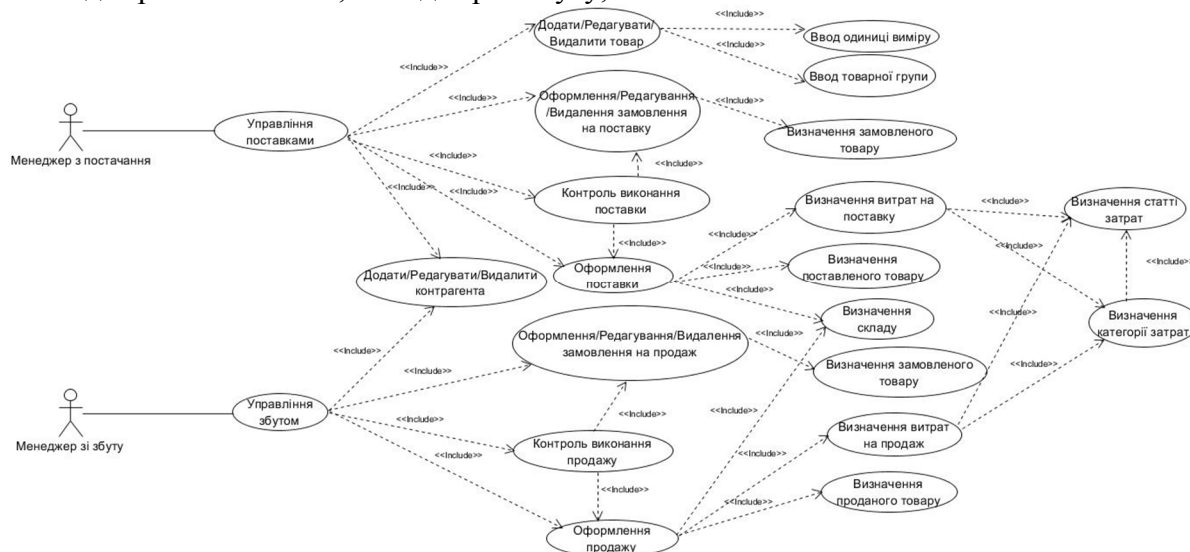 Додати/Редагувати/
Видалити товар
<<Include>>
<<Include>>
<<Include>>
Ввод одиниці виміру
Ввод товарної групи
<<Include>>
Оформлення/Редагування
/Видалення замовлення
на поставку
<<Include>>
Визначення замовленого
товару
Управління
поставками
Менеджер з постачання
<<Include>>
<<Include>>
<<Include>>
<<Include>>
Контроль виконання
поставки
<<Include>>
Визначення витрат на
поставку
<<Include>>
Визначення статті
затрат
<<Include>>
<<Include>>
<<Include>>
Додати/Редагувати/Видалити
контрагента
Оформлення
поставки
<<Include>>
<<Include>>
Визначення
поставленого товару
Визначення
складу
<<Include>>
Визначення
категорії затрат
Оформлення/Редагування/Видалення
замовлення на продаж
<<Include>>
Визначення замовленого
товару
<<Include>>
<<Include>>
<<Include>>
Управління
збутом
Менеджер зі збуту
<<Include>>
<<Include>>
<<Include>>
Контроль виконання
продажу
<<Include>>
<<Include>>
Визначення витрат
на продаж
<<Include>>
<<Include>>
Визначення
проданого товару
Оформлення
продажу